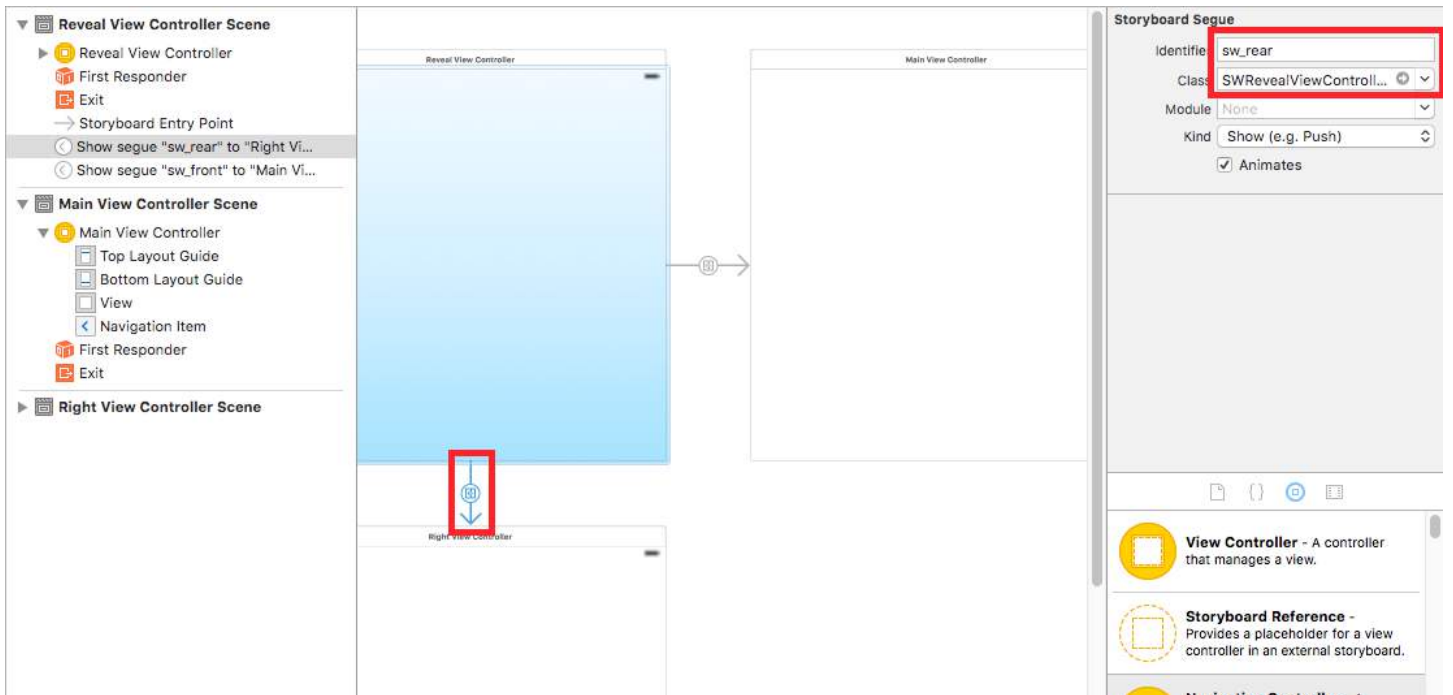 Reveal View Controller Scene
Reveal View Controller
First Responder
Exit
Storyboard Entry Point
Show segue "sw_rear" to "Right Vi...
Show segue "sw_front" to "Main Vi...
Main View Controller Scene
Main View Controller
Top Layout Guide
Bottom Layout Guide
View
Navigation Item
First Responder
Exit
Right View Controller Scene
Reveal View Controller
Main View Controller
Right View Controller
Storyboard Segue
Identifie sw_rear
Class SWRevealViewControll...
Module None
Kind Show (e.g. Push)
Animates
{}
View Controller - A controller
that manages a view.
Storyboard Reference -
Provides a placeholder for a view
controller in an external storyboard.